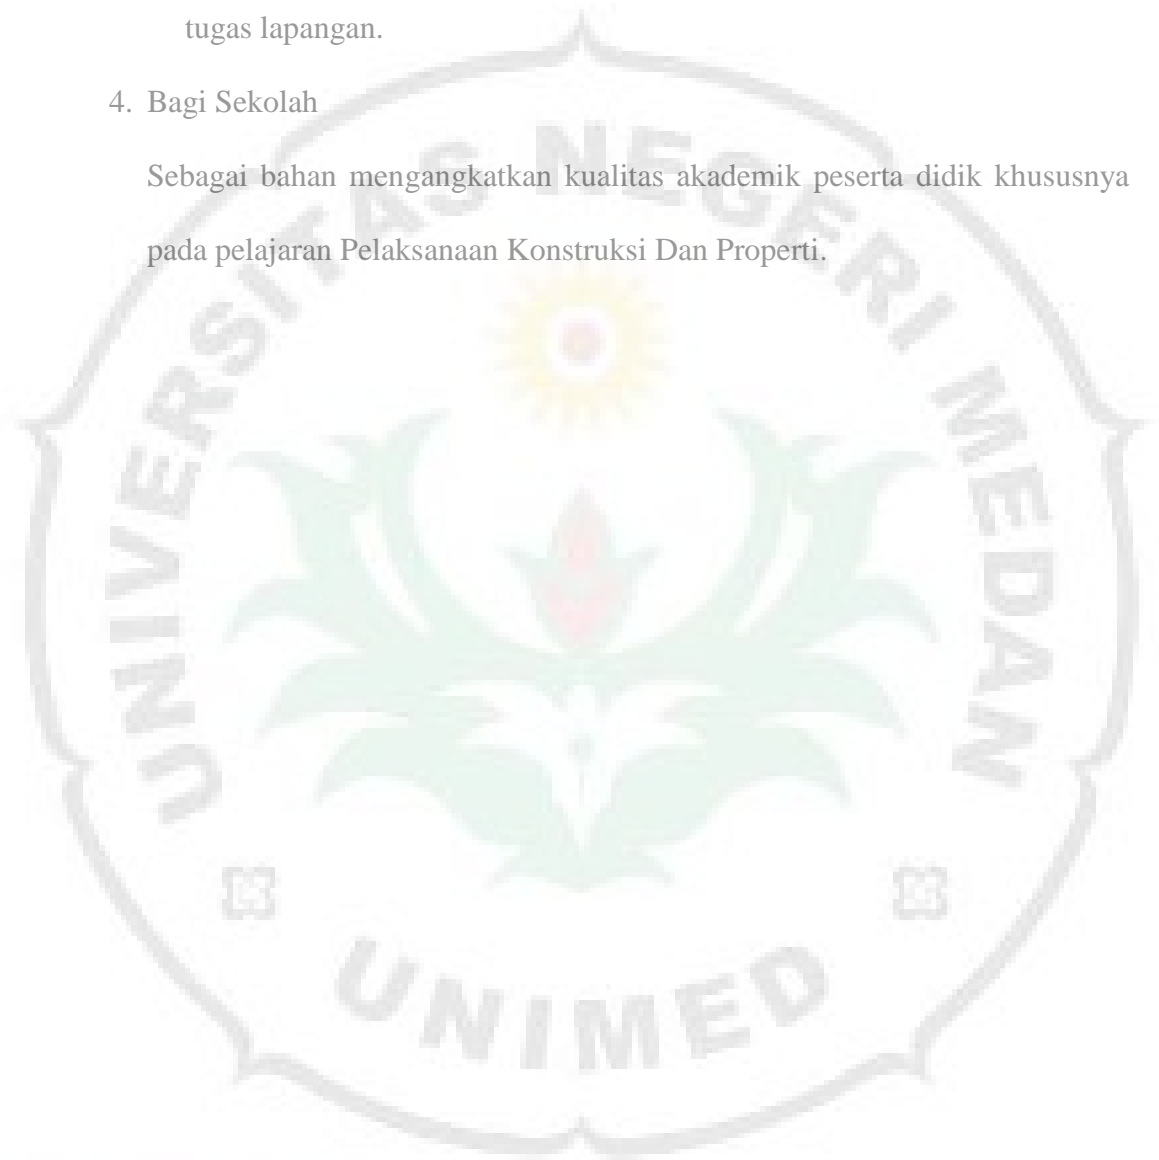 tugas lapangan.
4. Bagi Sekolah
Sebagai bahan mengangkatkan kualitas akademik peserta didik khususnya
pada pelajaran Pelaksanaan Konstruksi Dan Properti.
UNIVERSITAS NEGERI MEDAN
UNIMED